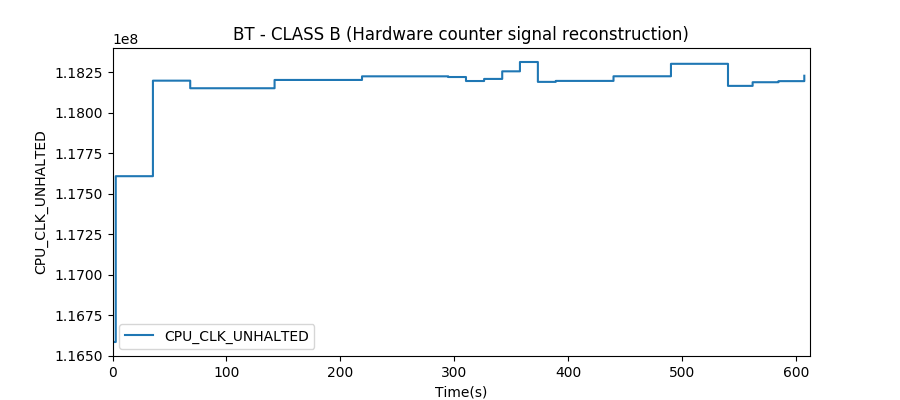 BT - CLASS B (Hardware counter signal reconstruction)
1e8
1.1825
1.1800
1.1775
1.1750
1.1725
1.1700
1.1675
1.1650
CPU_CLK_UNHALTED
CPU_CLK_UNHALTED
0 100 200 300 400 500 600
Time(s)